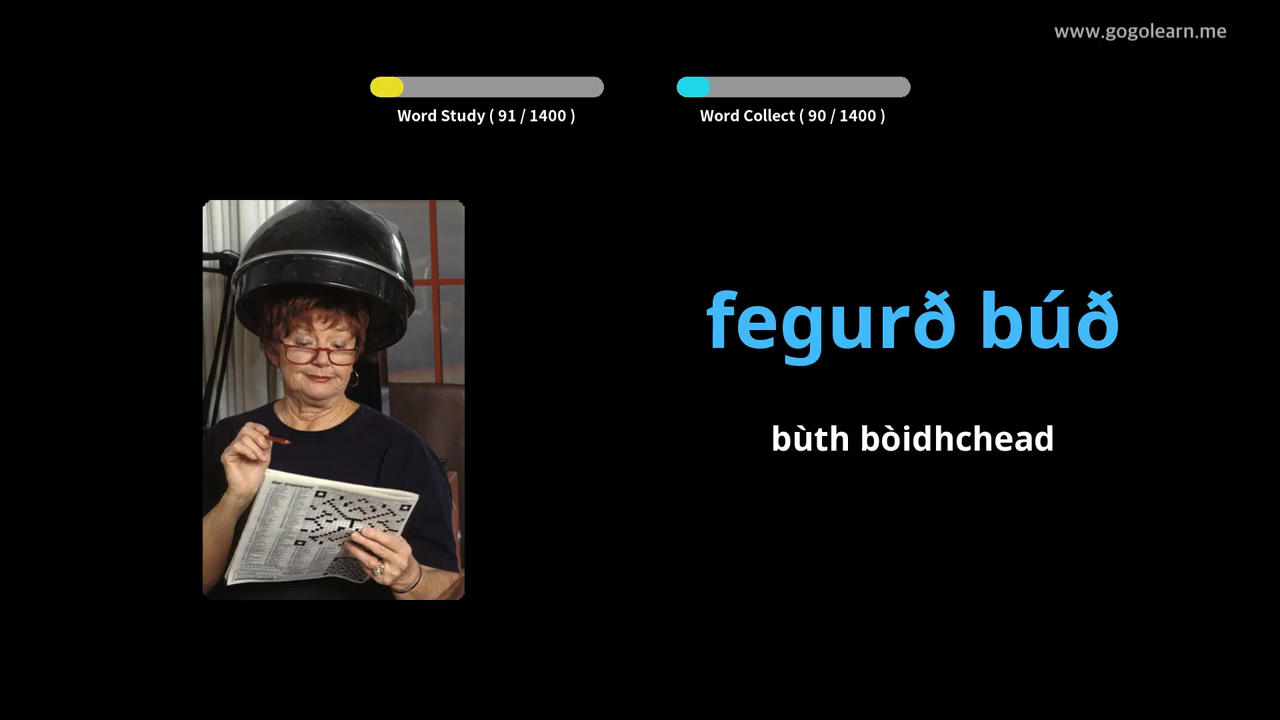 www.gogolearn.me
Word Study ( 91 / 1400 )
Word Collect ( 90 / 1400 )
fegurð búð
bùth bòidhchead